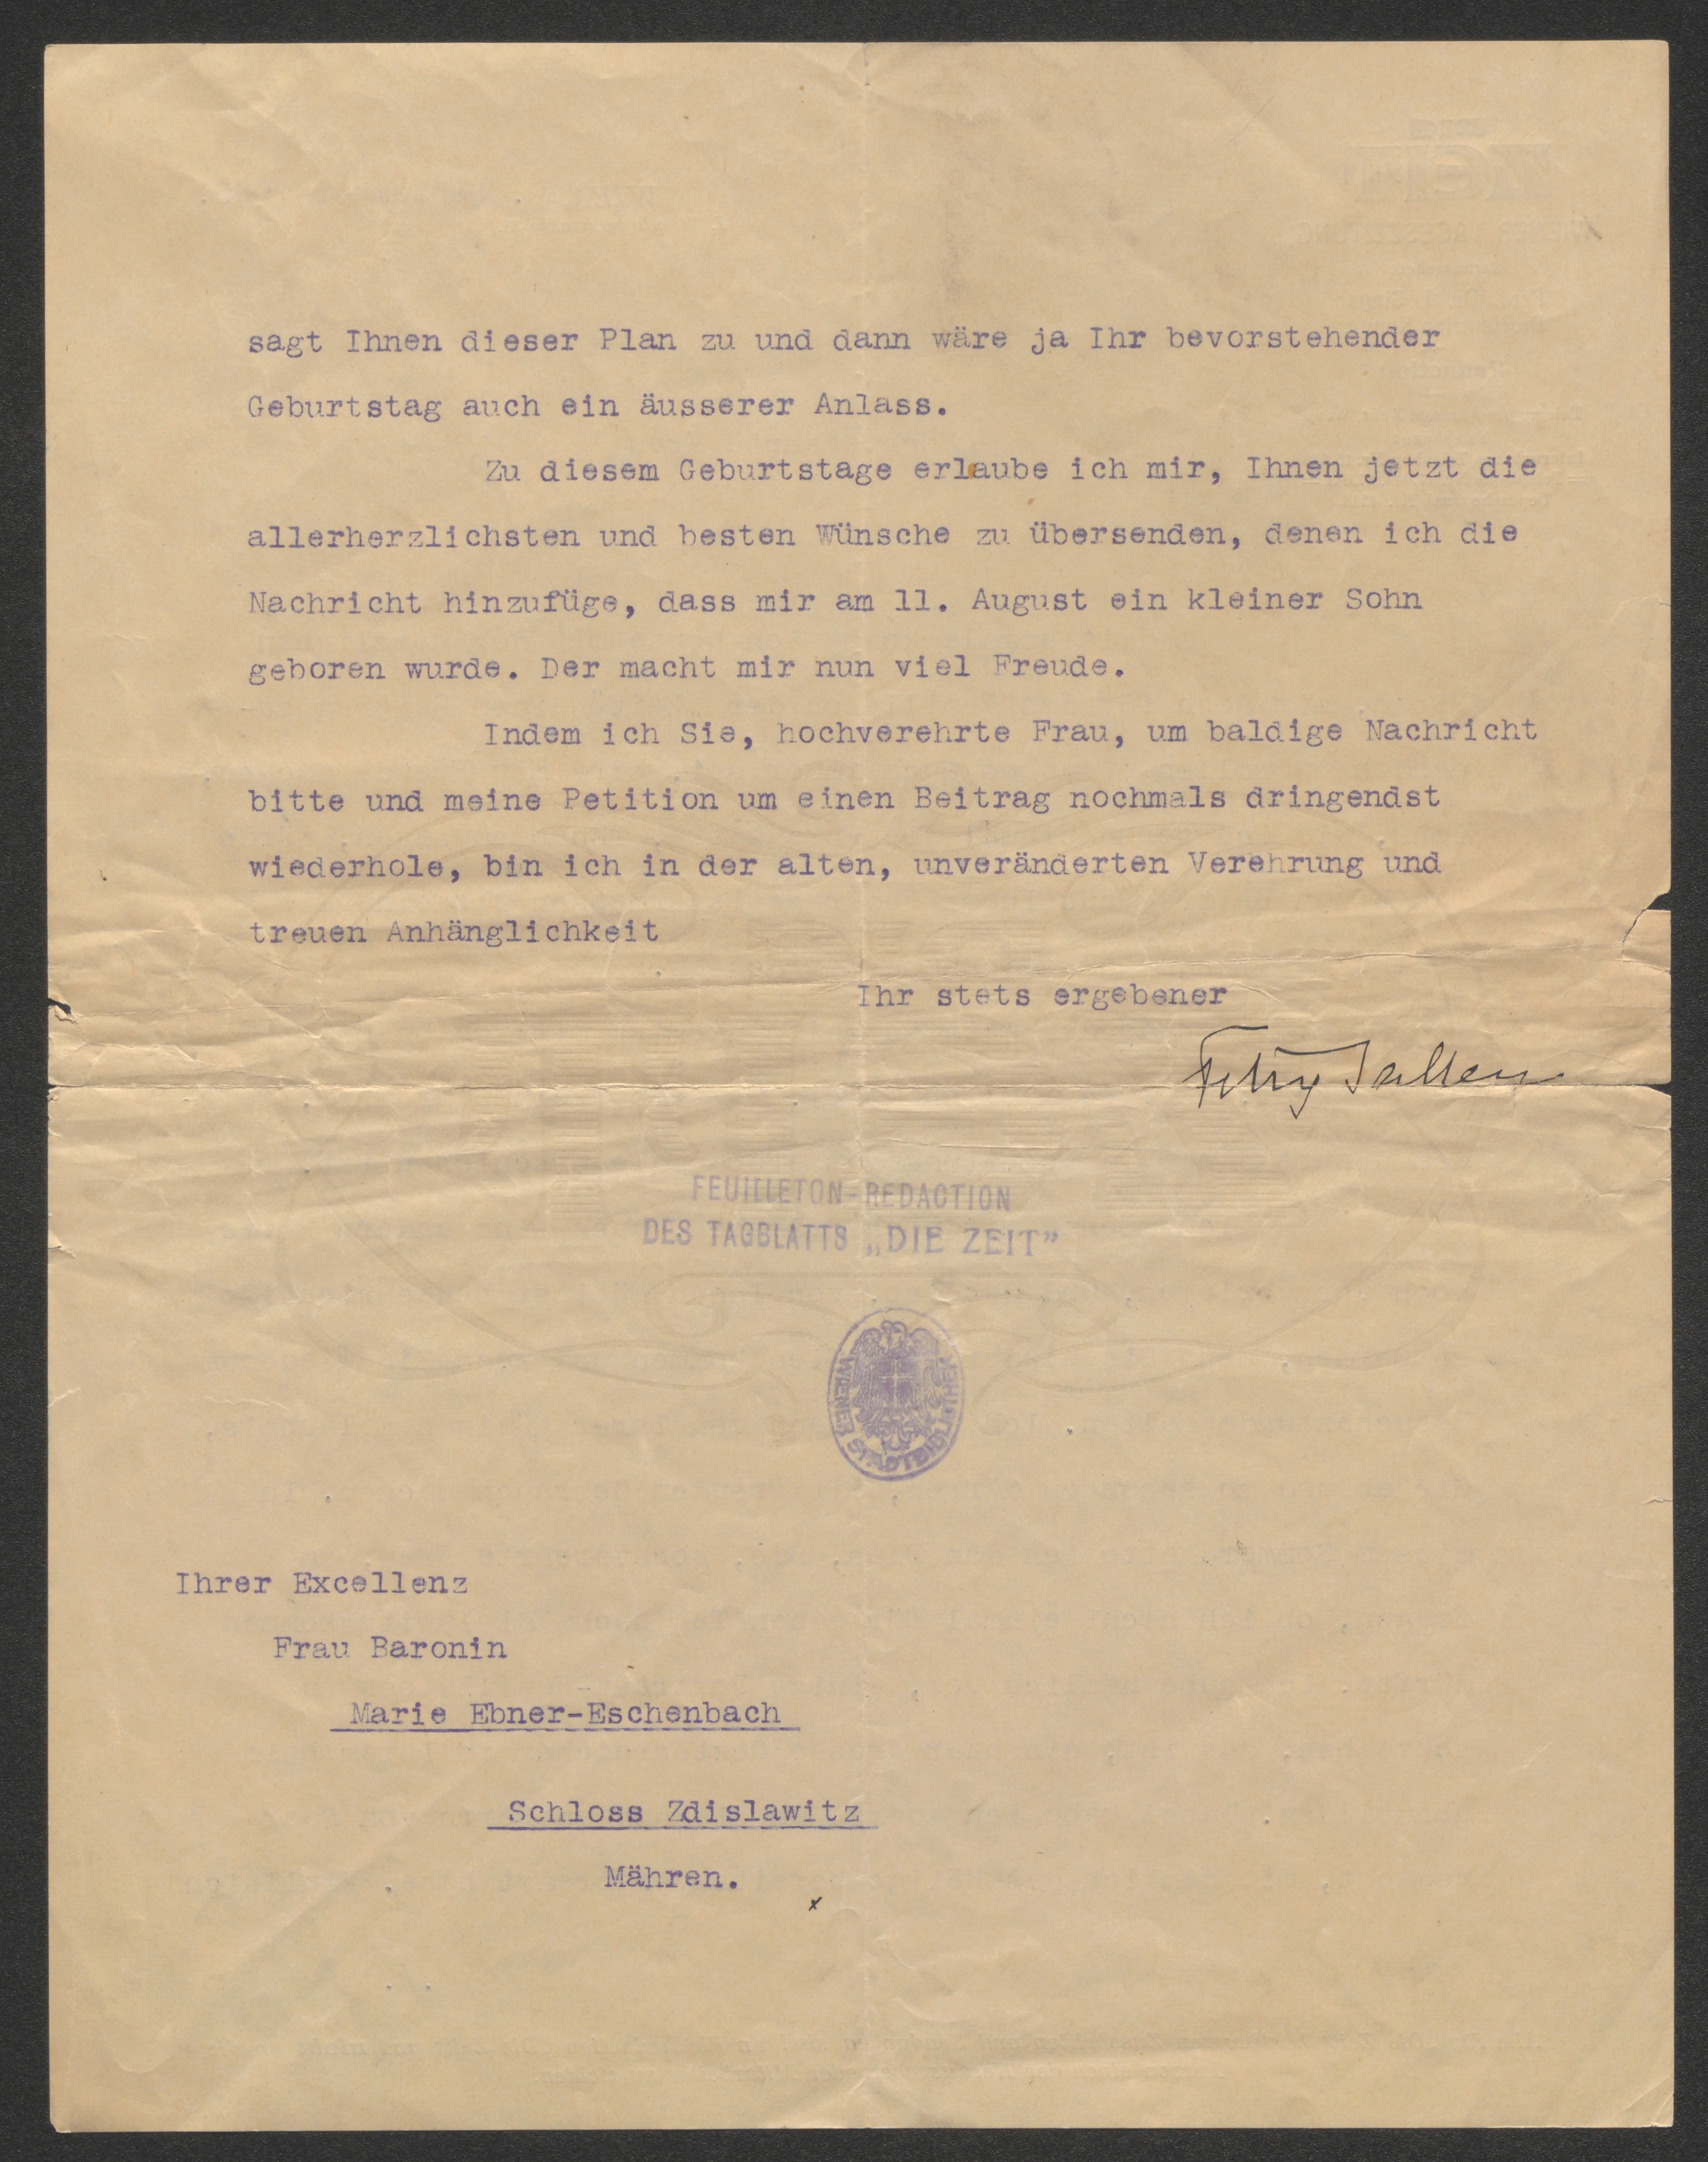 sagt Ihnen dieser Plan zu und dann wäre ja Ihr bevorstehender
Geburtstag auch ein äusserer Anlass.
Zu diesem Geburtstage erlaube ich mir, Ihnen jetzt die
allerherzlichsten und besten Wünsche zu übersenden, denen ich die
Nachricht hinzufüge, dass mir am 11. August ein kleiner Sohn
geboren wurde. Der macht mir nun viel Freude.
Indem ich Sie, hochverehrte Frau, um baldige Nachricht
bitte und meine Petition um einen Beitrag nochmals dringendst
wiederhole, bin ich in der alten, unveränderten Verehrung und
treuen Anhänglichkeit
Ihr stets ergebener
Felix Salten
FEUILLETON-REDACTION
DES TAGBLATTS „DIE ZEIT”
WIENER STADTBIBLIOTHEK
Ihrer Excellenz
Frau Baronin
Marie Ebner-Eschenbach
Schloss Zdislawitz
Mähren.